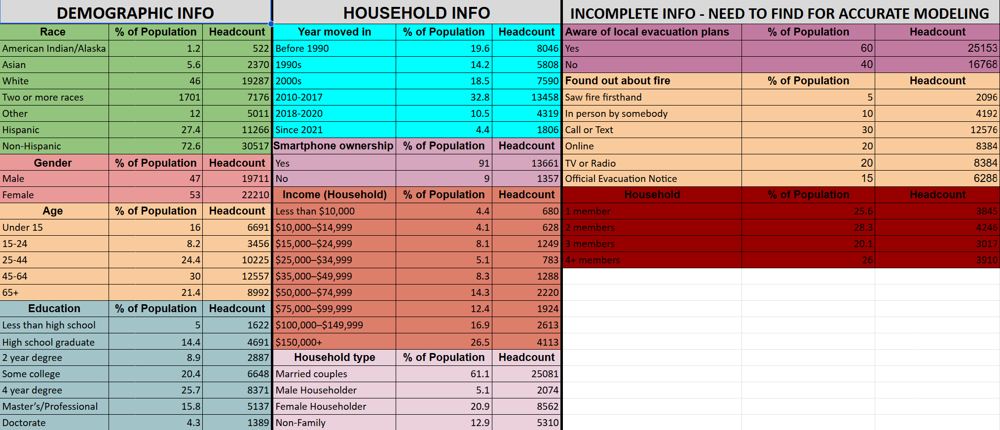 DEMOGRAPHIC INFO
Race % of Population Headcount
American Indian/Alaska 1.2 522
Asian 5.6 2370
White 46 19287
Two or more races 1701 7176
Other 12 5011
Hispanic 27.4 11266
Non-Hispanic 72.6 30517
Gender % of Population Headcount
Male 47 19711
Female 53 22210
Age % of Population Headcount
Under 15 16 6691
15-24 8.2 3456
25-44 24.4 10225
45-64 30 12557
65+ 21.4 8992
Education % of Population Headcount
Less than high school 5 1622
High school graduate 14.4 4691
2 year degree 8.9 2887
Some college 20.4 6648
4 year degree 25.7 8371
Master’s/Professional 15.8 5137
Doctorate 4.3 1389
HOUSEHOLD INFO
Year moved in % of Population Headcount
Before 1990 19.6 8046
1990s 14.2 5808
2000s 18.5 7590
2010-2017 32.8 13458
2018-2020 10.5 4319
Since 2021 4.4 1806
Smartphone ownership % of Population Headcount
Yes 91 13661
No 9 1357
Income (Household) % of Population Headcount
Less than $10,000 4.4 680
$10,000–$14,999 4.1 628
$15,000–$24,999 8.1 1249
$25,000–$34,999 5.1 783
$35,000–$49,999 8.3 1288
$50,000–$74,999 14.3 2220
$75,000–$99,999 12.4 1924
$100,000–$149,999 16.9 2613
$150,000+ 26.5 4113
Household type % of Population Headcount
Married couples 61.1 25081
Male Householder 5.1 2074
Female Householder 20.9 8562
Non-Family 12.9 5310
INCOMPLETE INFO - NEED TO FIND FOR ACCURATE MODELING
Aware of local evacuation plans % of Population Headcount
Yes 60 25153
No 40 16768
Found out about fire % of Population Headcount
Saw fire firsthand 5 2096
In person by somebody 10 4192
Call or Text 30 12576
Online 20 8384
TV or Radio 20 8384
Official Evacuation Notice 15 6288
Household % of Population Headcount
1 member 25.6 3845
2 members 28.3 4246
3 members 20.1 3017
4+ members 26 3910